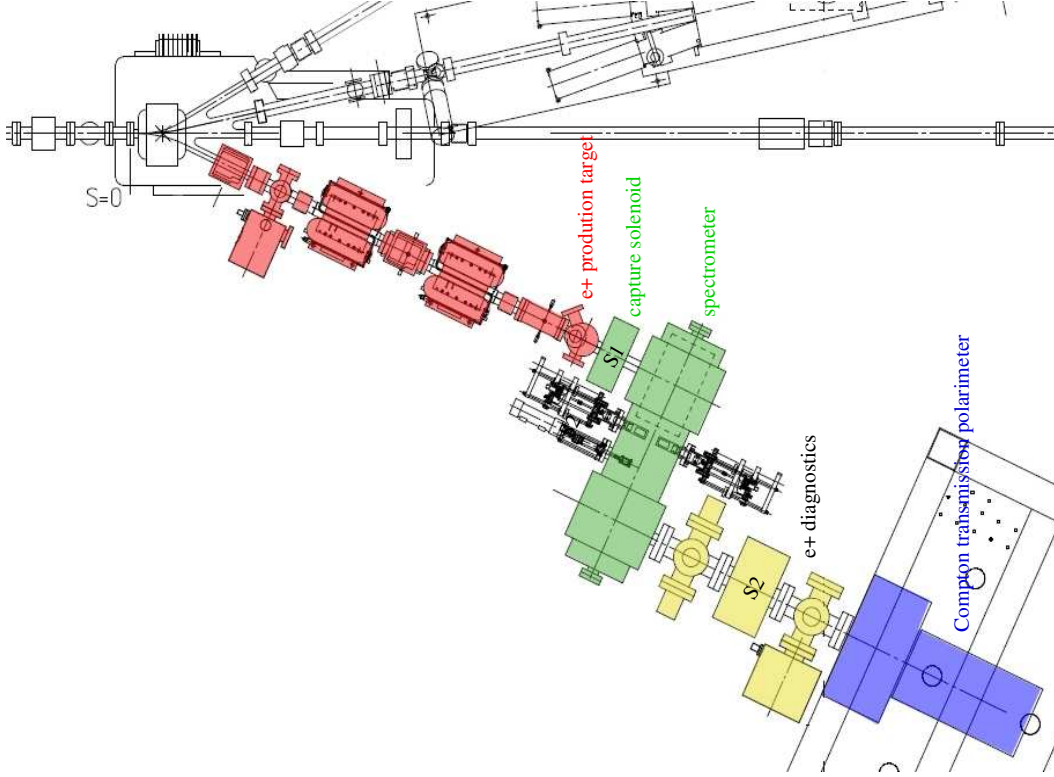 S=0
e+ prodution target
capture solenoid
spectrometer
S1
e+ diagnostics
S2
Compton transmission polarimeter